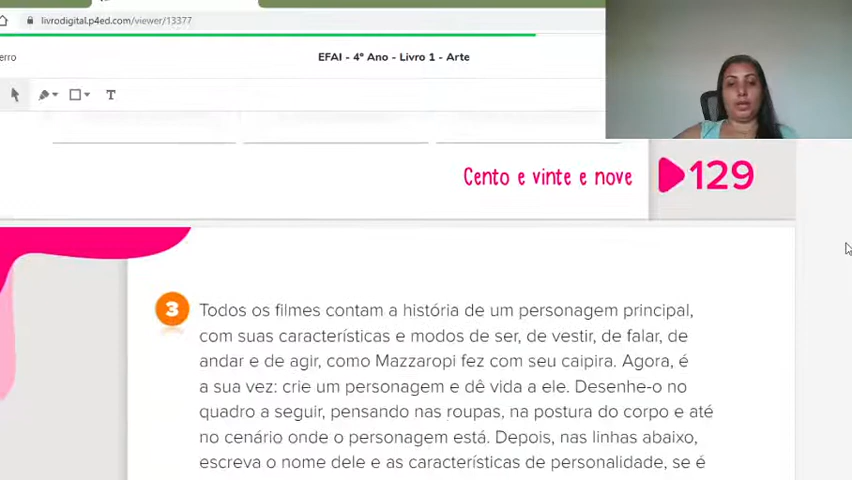 livrodigital.p4ed.com/viewer/13377
erro
EFAI - 4º Ano - Livro 1 - Arte
T
Cento e vinte e nove
129
3
Todos os filmes contam a história de um personagem principal,
com suas características e modos de ser, de vestir, de falar, de
andar e de agir, como Mazzaropi fez com seu caipira. Agora, é
a sua vez: crie um personagem e dê vida a ele. Desenhe-o no
quadro a seguir, pensando nas roupas, na postura do corpo e até
no cenário onde o personagem está. Depois, nas linhas abaixo,
escreva o nome dele e as características de personalidade, se é